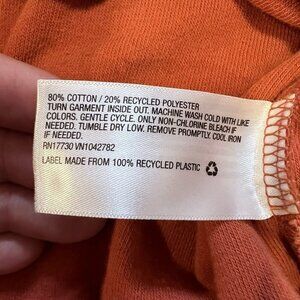 80% COTTON / 20% RECYCLED POLYESTER
TURN GARMENT INSIDE OUT. MACHINE WASH COLD WITH LIKE
COLORS. GENTLE CYCLE. ONLY NON-CHLORINE BLEACH IF
NEEDED. TUMBLE DRY LOW. REMOVE PROMPTLY. COOL IRON
IF NEEDED.
RN17730 VN1042782
LABEL MADE FROM 100% RECYCLED PLASTIC